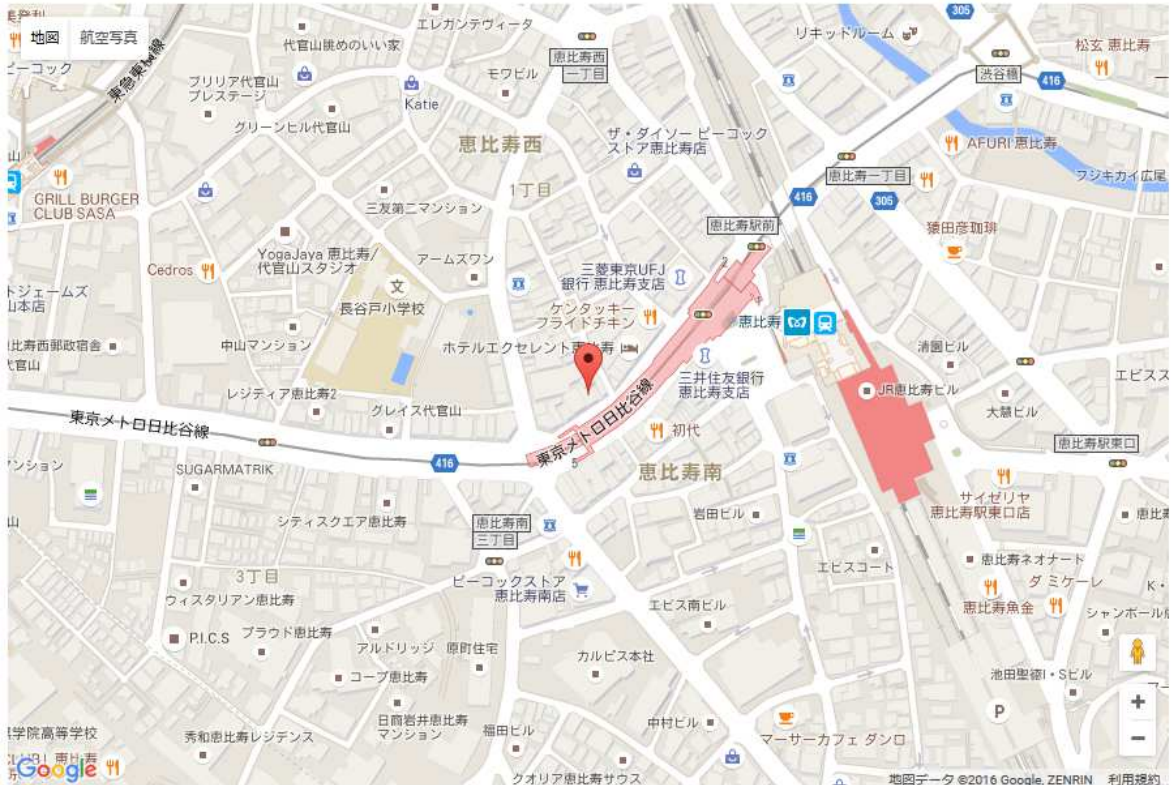 地図 航空写真
エレガンテヴィータ
代官山眺めのいい家
リキッドルーム
305
松玄 恵比寿
恵比寿西
一丁目
渋谷橋
416
ピーコック
東急東横線
モワビル
ブリリア代官山
プレステージ
Katie
グリーンヒル代官山
恵比寿西
ザ・ダイソー ピーコック
ストア恵比寿店
AFURI 恵比寿
恵比寿一丁目
フジキカイ広尾
GRILL BURGER
CLUB SASA
1丁目
416
305
三友第二マンション
恵比寿駅前
猿田彦珈琲
YogaJaya 恵比寿/
代官山スタジオ
アームズワン
2
Cedros
三菱東京UFJ
銀行 恵比寿支店
文
長谷戸小学校
ケンタッキー
フライドチキン
恵比寿
中山マンション
ホテルエクセレント恵比寿
清園ビル
三井住友銀行
恵比寿支店
JR恵比寿ビル
レジディア恵比寿2
グレイス代官山
大慧ビル
東京メトロ日比谷線
東京メトロ日比谷線
初代
恵比寿駅東口
416
5
SUGARMATRIK
恵比寿南
サイゼリヤ
恵比寿駅東口店
シティスクエア恵比寿
恵比寿南
三丁目
岩田ビル
3丁目
ピーコックストア
恵比寿南店
エビスコート
恵比寿ネオナート
ダ ミケーレ
ウィスタリアン恵比寿
エビス南ビル
恵比寿魚金
P.I.C.S
プラウド恵比寿
アルドリッジ
原町住宅
カルピス本社
コープ恵比寿
池田聖徳I・Sビル
日商岩井恵比寿
マンション
P
秀和恵比寿レジデンス
福田ビル
中村ビル
マーサーカフェ ダンロ
Google
クオリア恵比寿サウス
地図データ ©2016 Google, ZENRIN 利用規約